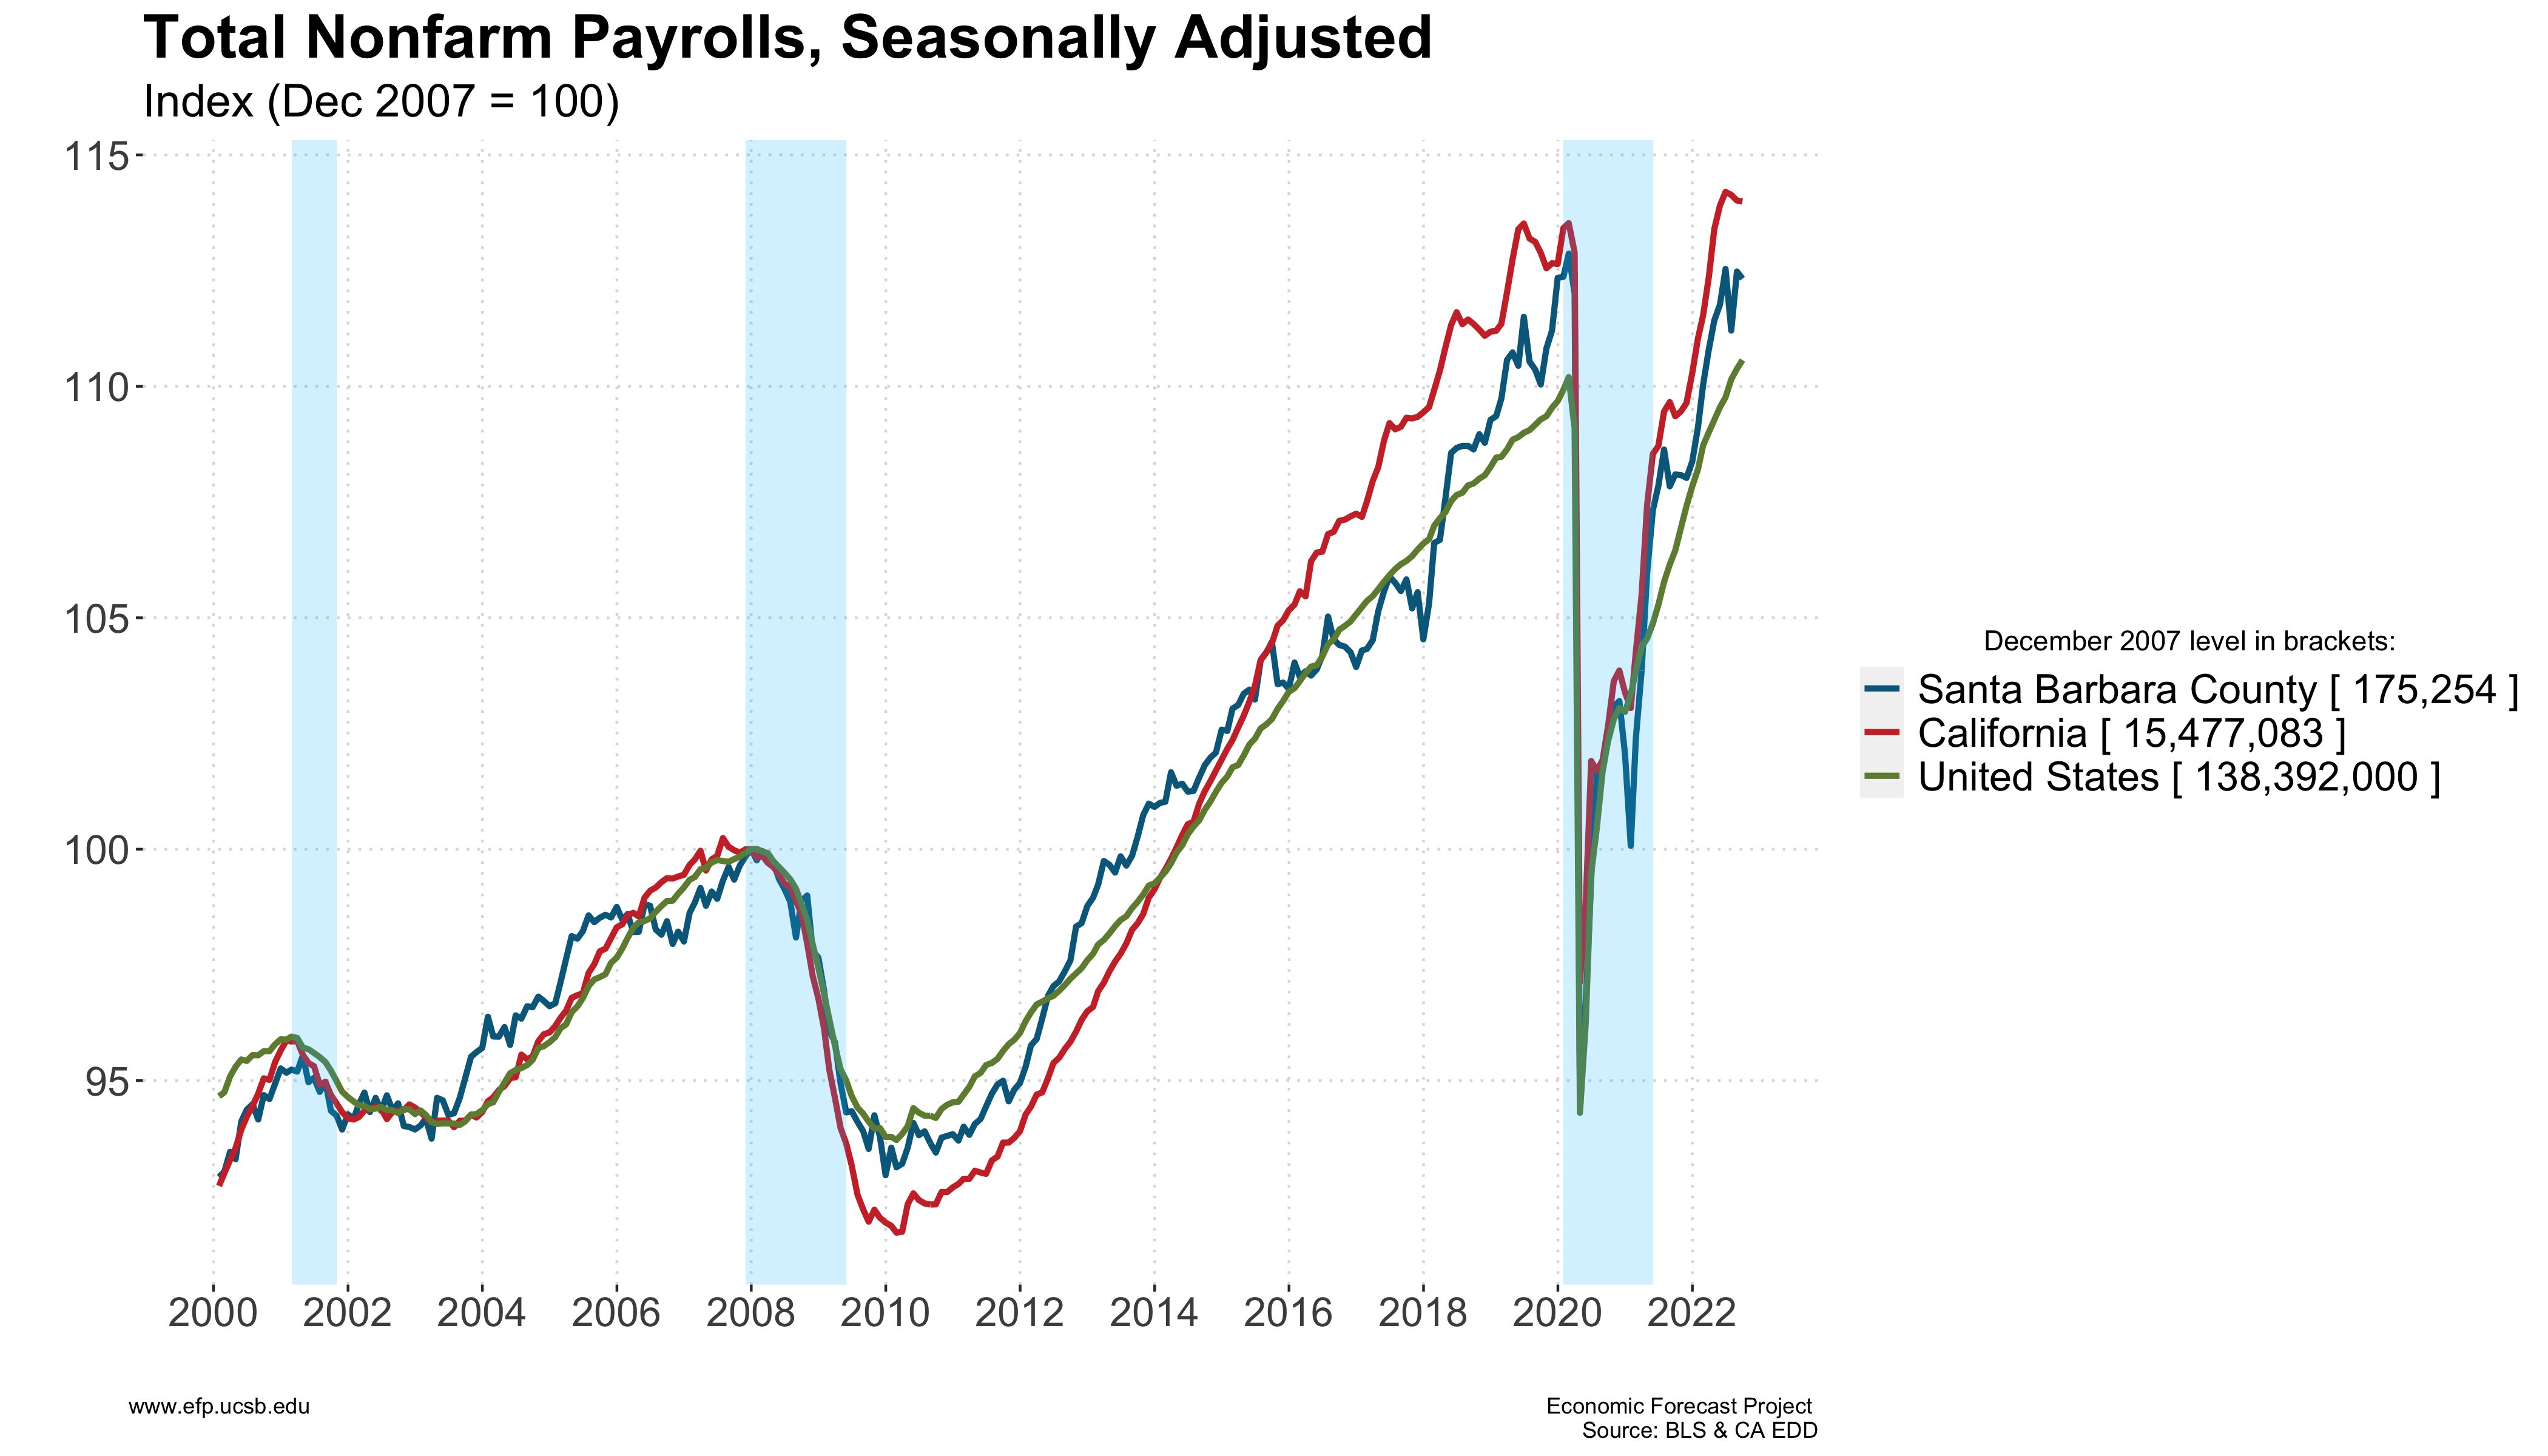 Total Nonfarm Payrolls, Seasonally Adjusted
Index (Dec 2007 = 100)
115
110
105
100
95
2000 2002 2004 2006 2008 2010 2012 2014 2016 2018 2020 2022
December 2007 level in brackets:
Santa Barbara County [ 175,254 ]
California [ 15,477,083 ]
United States [ 138,392,000 ]
www.efp.ucsb.edu
Economic Forecast Project
Source: BLS & CA EDD